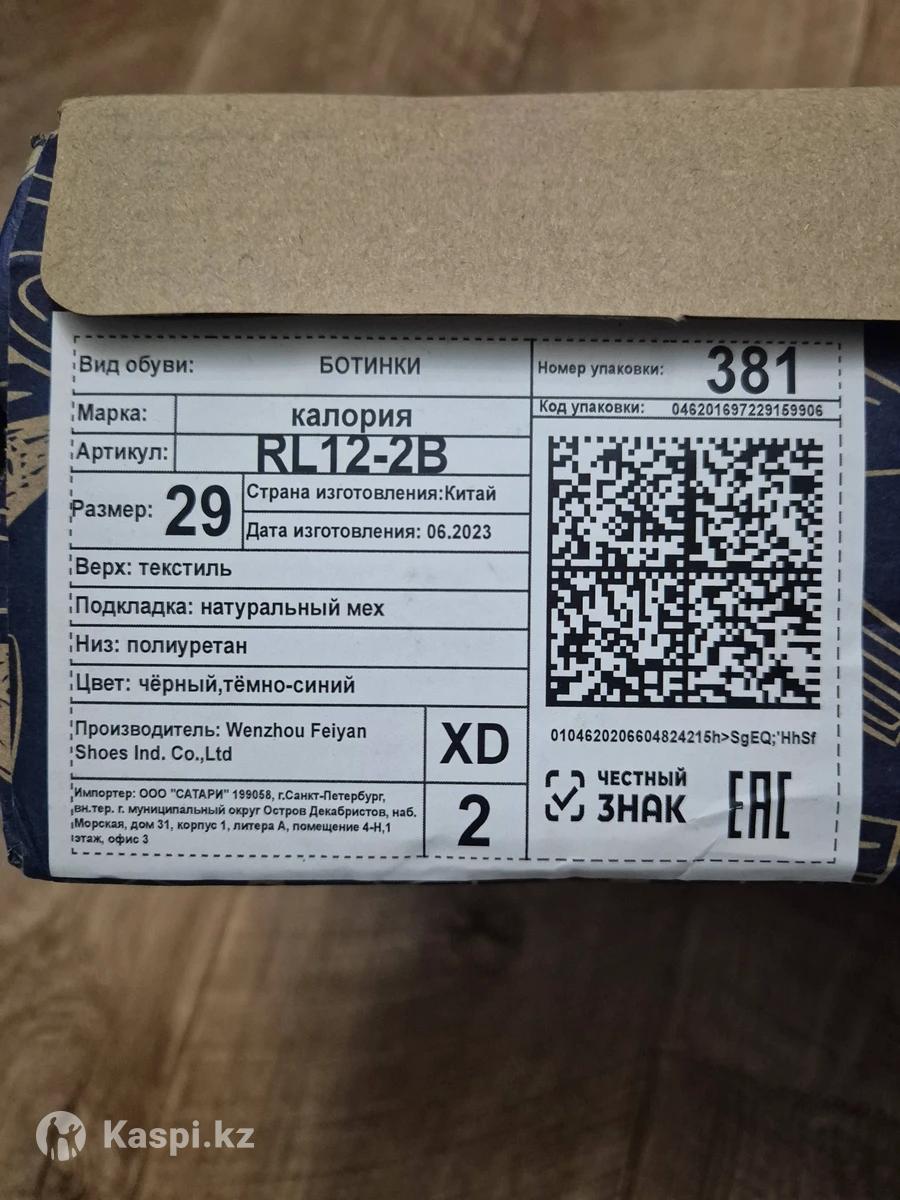 Вид обуви: БОТИНКИ
Марка: калория
Артикул: RL12-2B
Размер: 29
Страна изготовления:Китай
Дата изготовления: 06.2023
Верх: текстиль
Подкладка: натуральный мех
Низ: полиуретан
Цвет: чёрный,тёмно-синий
Производитель: Wenzhou Feiyan
Shoes Ind. Co.,Ltd
XD
Импортер: ООО "САТАРИ" 199058, г.Санкт-Петербург,
вн.тер. г. муниципальный округ Остров Декабристов, наб.
Морская, дом 31, корпус 1, литера А, помещение 4-Н,1
этаж, офис 3
2
Номер упаковки: 381
Код упаковки: 046201697229159906
0104620206604824215h>SgEQ;'HhSf
ЧЕСТНЫЙ
ЗНАК
EAC
Kaspi.kz